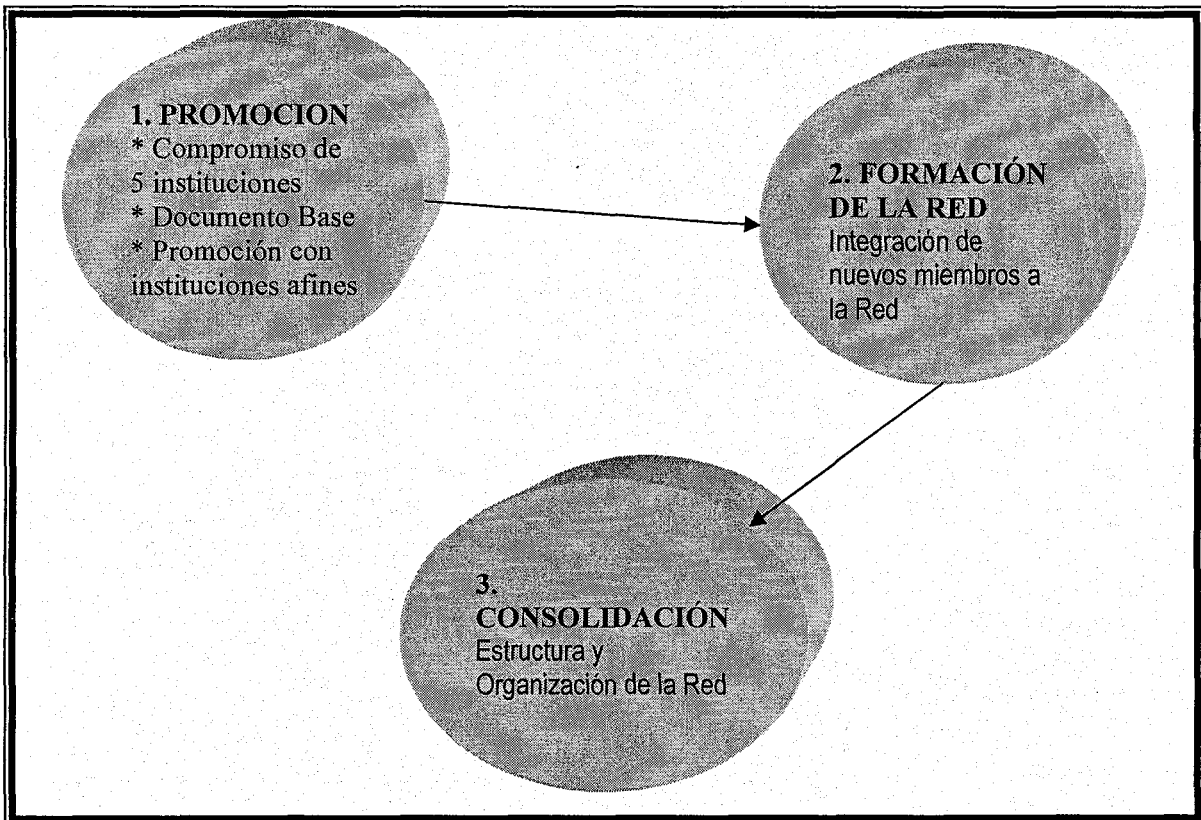 1. PROMOCION
* Compromiso de
5 instituciones
* Documento Base
* Promoción con
instituciones afines
2. FORMACIÓN
DE LA RED
Integración de
nuevos miembros a
la Red
3.
CONSOLIDACIÓN
Estructura y
Organización de la Red